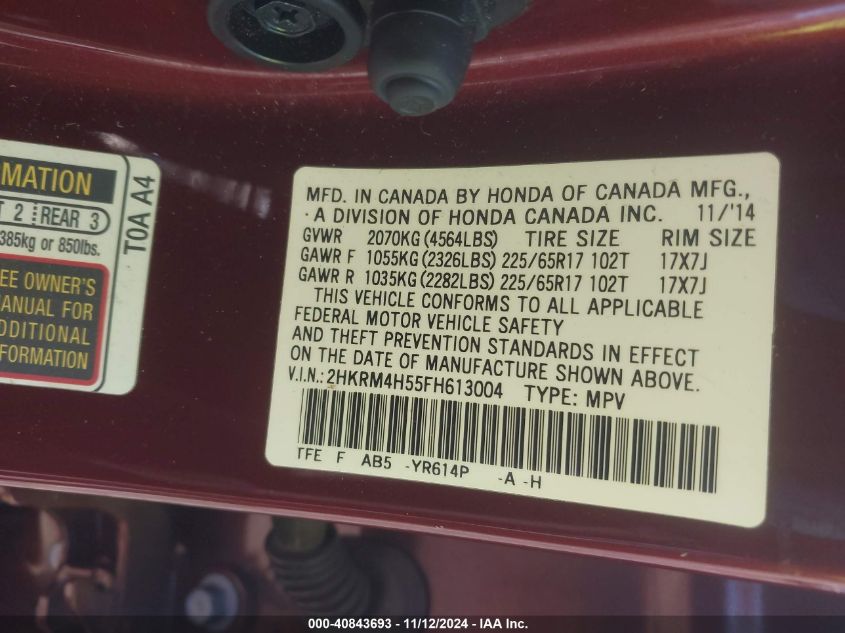 MATION
T 2 REAR 3
385kg or 850lbs.
EE OWNER'S
ANUAL FOR
DDITIONAL
FORMATION
T0A A4
MFD. IN CANADA BY HONDA OF CANADA MFG.,
A DIVISION OF HONDA CANADA INC. 11/'14
GVWR 2070KG (4564LBS) TIRE SIZE RIM SIZE
GAWR F 1055KG (2326LBS) 225/65R17 102T 17X7J
GAWR R 1035KG (2282LBS) 225/65R17 102T 17X7J
THIS VEHICLE CONFORMS TO ALL APPLICABLE
FEDERAL MOTOR VEHICLE SAFETY
AND THEFT PREVENTION STANDARDS IN EFFECT
ON THE DATE OF MANUFACTURE SHOWN ABOVE.
V.I.N.: 2HKRM4H55FH613004 TYPE: MPV
TFE F AB5 -YR614P -A -H
000-40843693 - 11/12/2024 - IAA Inc.